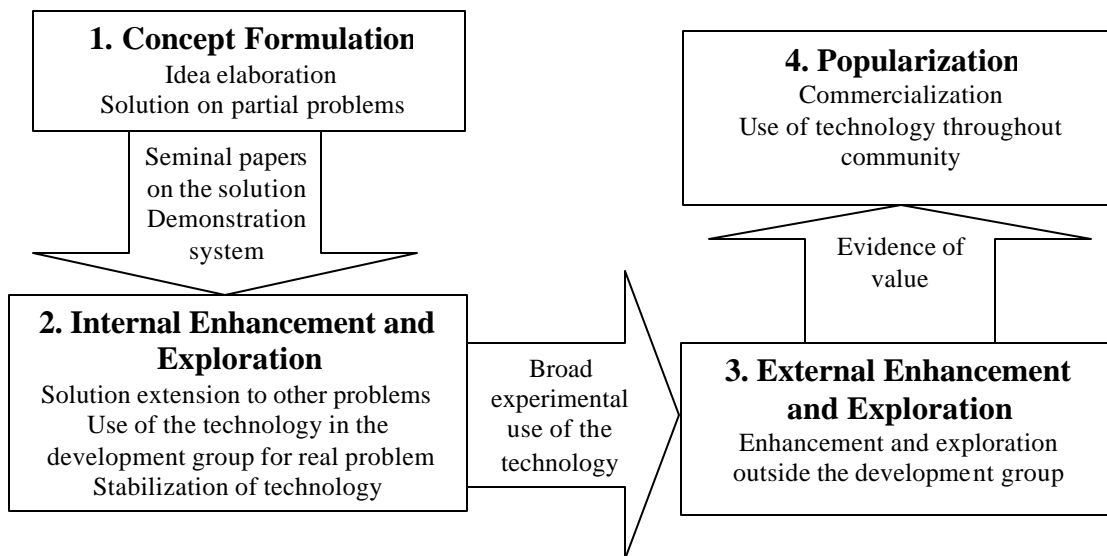 1. Concept Formulation
Idea elaboration
Solution on partial problems
Seminal papers
on the solution
Demonstration
system
2. Internal Enhancement and
Exploration
Solution extension to other problems
Use of the technology in the
development group for real problem
Stabilization of technology
Broad
experimental
use of the
technology
3. External Enhancement
and Exploration
Enhancement and exploration
outside the development group
Evidence of
value
4. Popularization
Commercialization
Use of technology throughout
community